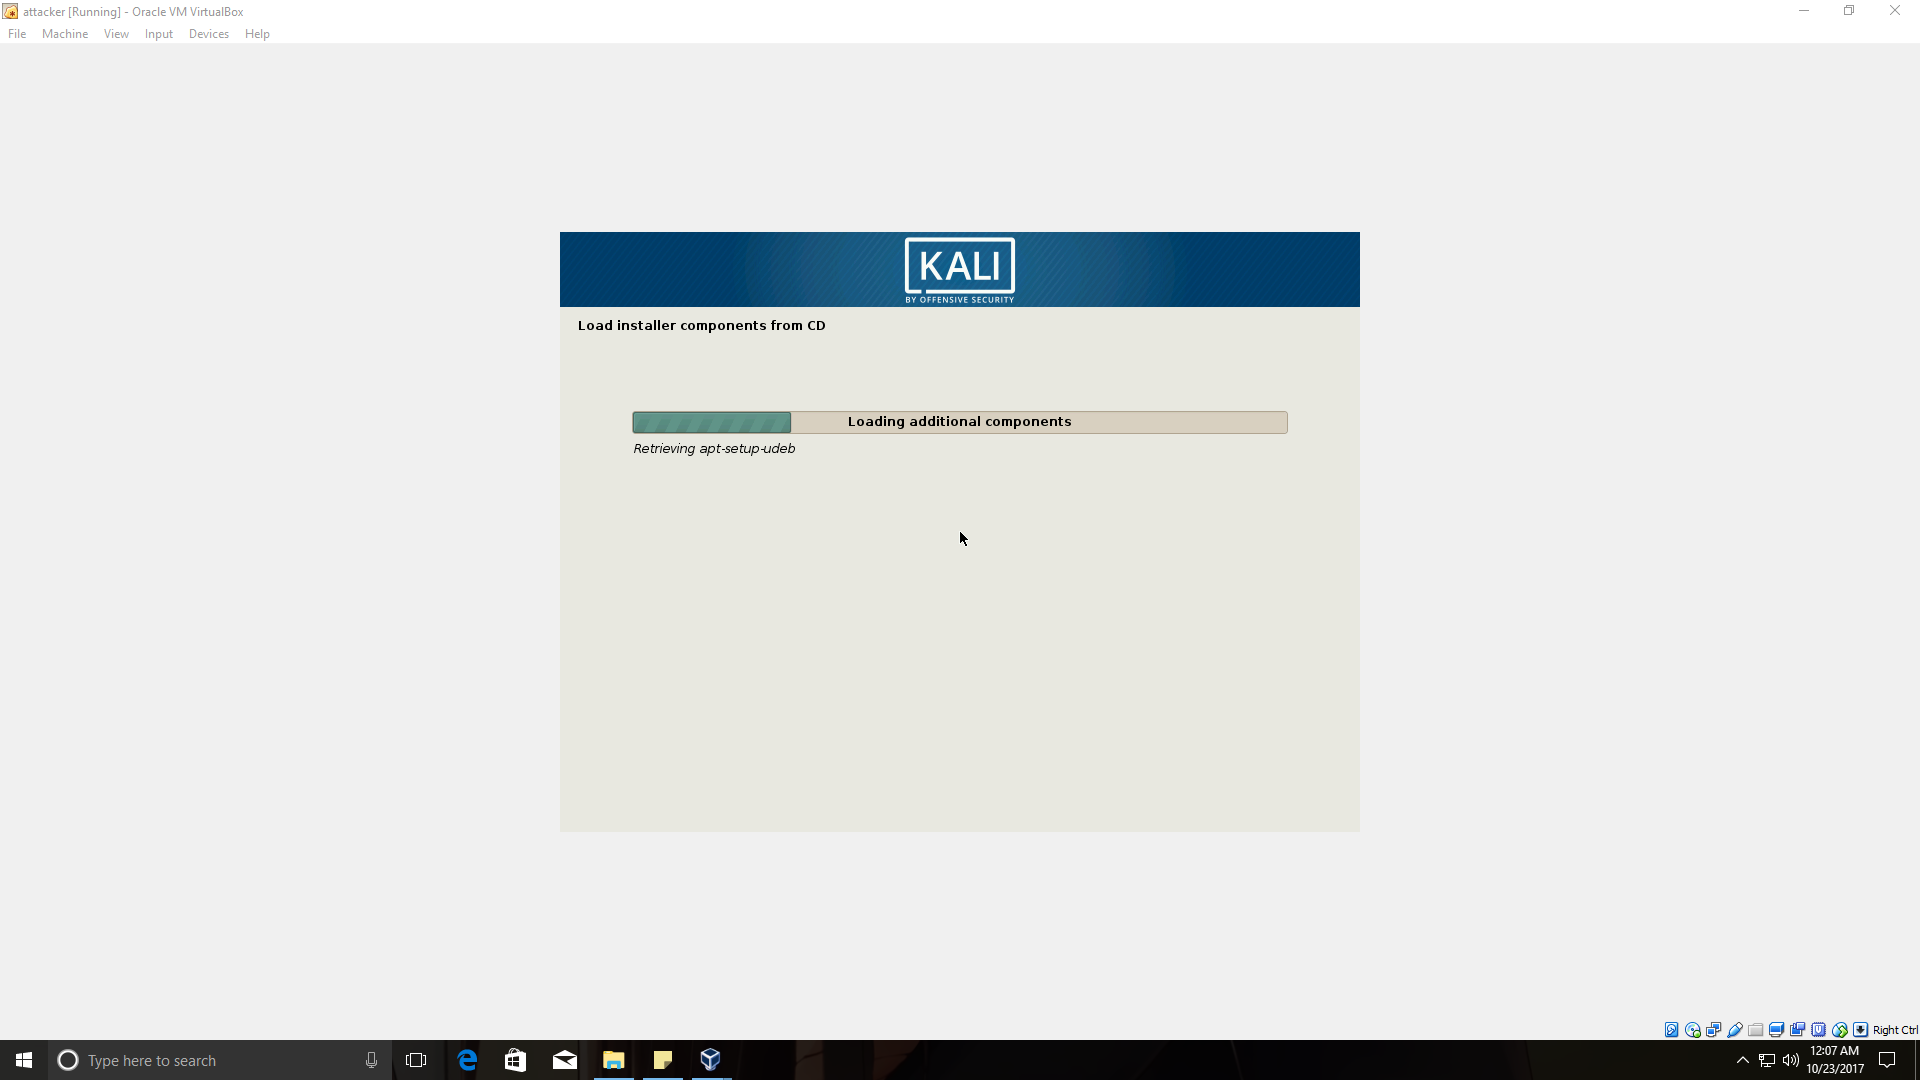 attacker [Running] - Oracle VM VirtualBox
File Machine View Input Devices Help
KALI
BY OFFENSIVE SECURITY
Load installer components from CD
Loading additional components
Retrieving apt-setup-udeb
Right Ctrl
Type here to search
12:07 AM
10/23/2017